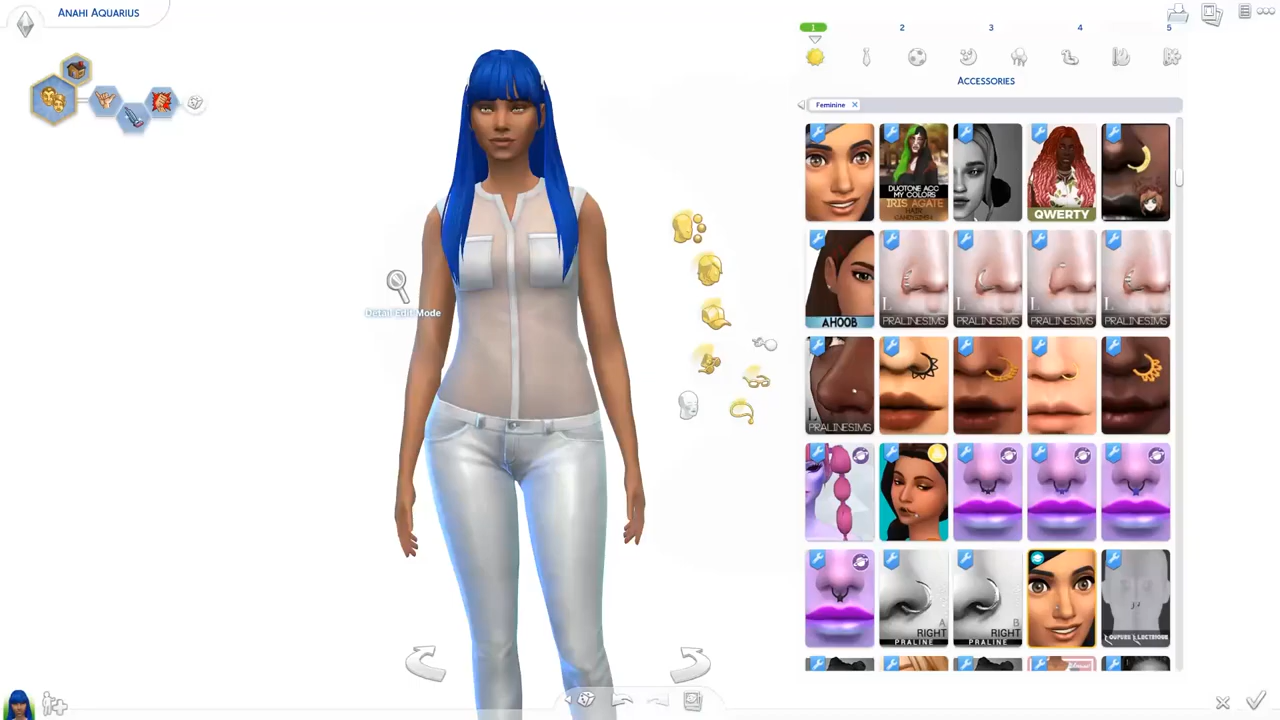 Anahi Aquarius
1
2
3
4
5
Accessories
Feminine
Detail Edit Mode
DUOTONE ACC
MY COLORS
IRIS AGATE
HAIR
QWERTY
AHOOB
L
PRALINESIMS
L
PRALINESIMS
L
PRALINESIMS
L
PRALINESIMS
L
PRALINESIMS
A
RIGHT
PRALINE
B
RIGHT
PRALINE